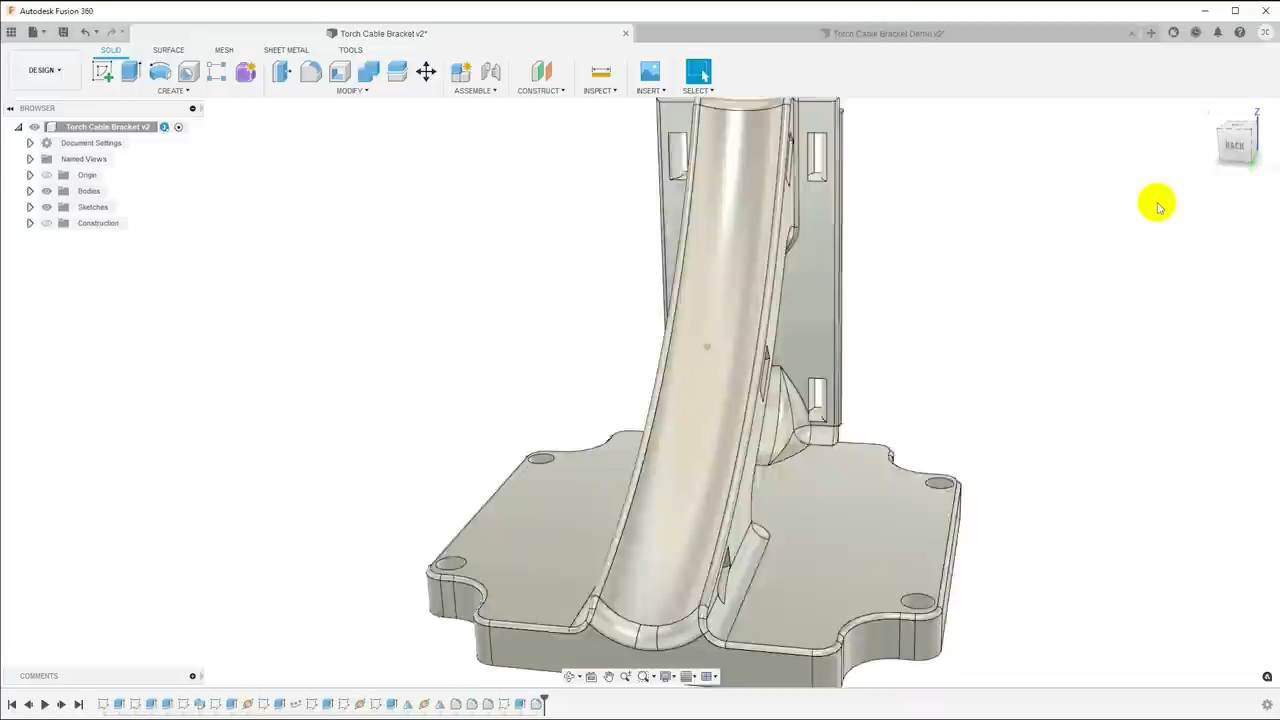 Autodesk Fusion 360
Torch Cable Bracket v2*
Torch Cable Bracket Demo v2*
SOLID SURFACE MESH SHEET METAL TOOLS
DESIGN
CREATE MODIFY ASSEMBLE CONSTRUCT INSPECT INSERT SELECT
BROWSER
Torch Cable Bracket v2
Document Settings
Named Views
Origin
Bodies
Sketches
Construction
Z
BACK
COMMENTS